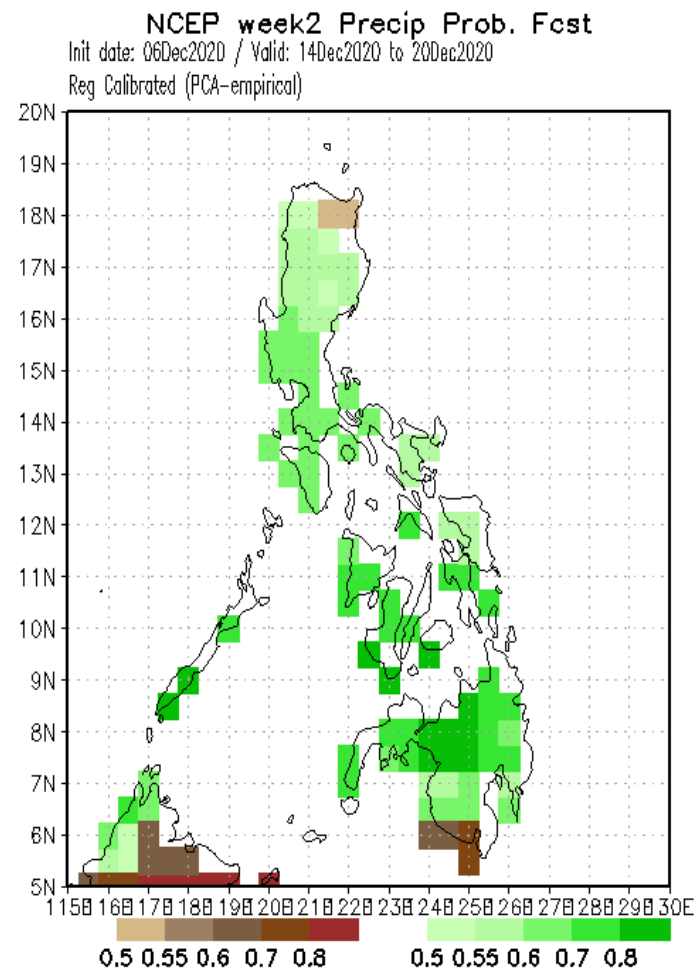 NCEP week2 Precip Prob. Fcst
Init date: 06Dec2020 / Valid: 14Dec2020 to 20Dec2020
Reg Calibrated (PCA-empirical)
20N
19N
18N
17N
16N
15N
14N
13N
12N
11N
10N
9N
8N
7N
6N
5N
115E 116E 117E 118E 119E 120E 121E 122E 123E 124E 125E 126E 127E 128E 129E 130E
0.5 0.55 0.6 0.7 0.8 0.5 0.55 0.6 0.7 0.8